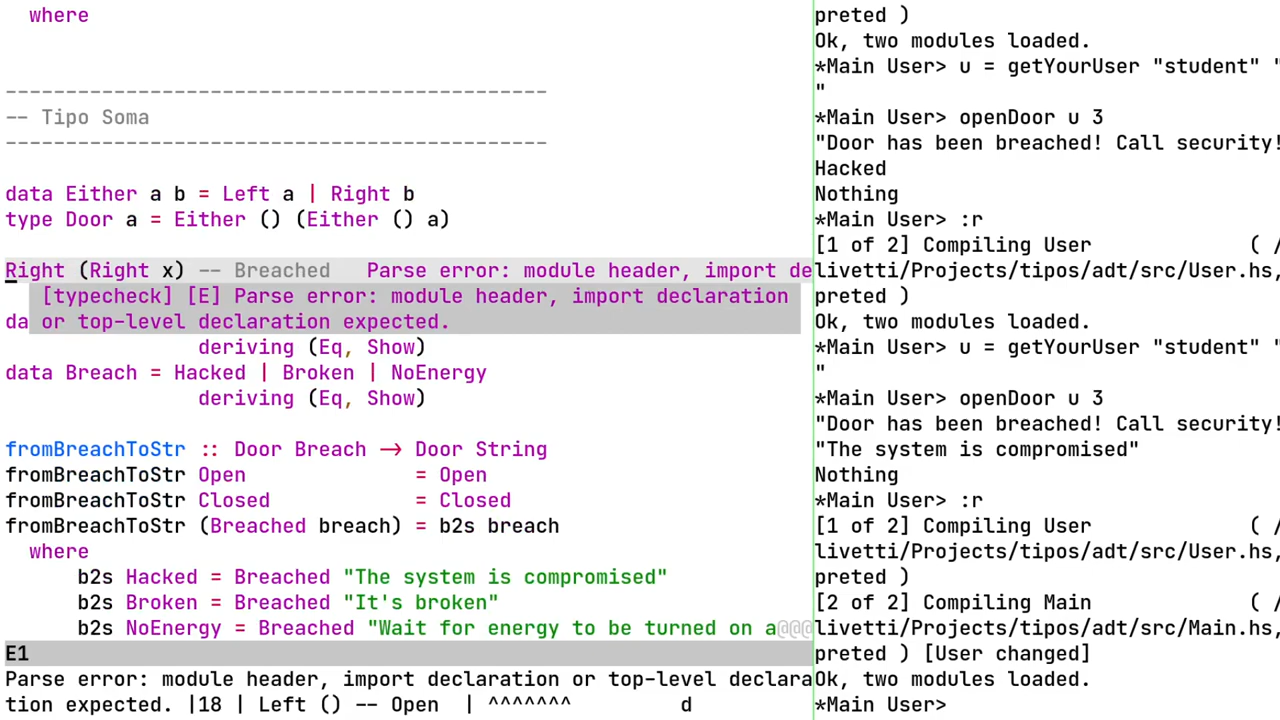 where
-- Tipo Soma
data Either a b = Left a | Right b
type Door a = Either () (Either () a)
Right (Right x) -- Breached   Parse error: module header, import de
[typecheck] [E] Parse error: module header, import declaration
da or top-level declaration expected.
deriving (Eq, Show)
data Breach = Hacked | Broken | NoEnergy
deriving (Eq, Show)
fromBreachToStr :: Door Breach -> Door String
fromBreachToStr Open = Open
fromBreachToStr Closed = Closed
fromBreachToStr (Breached breach) = b2s breach
where
b2s Hacked = Breached "The system is compromised"
b2s Broken = Breached "It's broken"
b2s NoEnergy = Breached "Wait for energy to be turned on a@@@
E1
Parse error: module header, import declaration or top-level declara
tion expected. |18 | Left () -- Open  | ^^^^^^^ d
preted )
Ok, two modules loaded.
*Main User> u = getYourUser "student" "
"
*Main User> openDoor u 3
"Door has been breached! Call security!
Hacked
Nothing
*Main User> :r
[1 of 2] Compiling User ( /
livetti/Projects/tipos/adt/src/User.hs,
preted )
Ok, two modules loaded.
*Main User> u = getYourUser "student" "
"
*Main User> openDoor u 3
"Door has been breached! Call security!
"The system is compromised"
Nothing
*Main User> :r
[1 of 2] Compiling User ( /
livetti/Projects/tipos/adt/src/User.hs,
preted )
[2 of 2] Compiling Main ( /
livetti/Projects/tipos/adt/src/Main.hs,
preted ) [User changed]
Ok, two modules loaded.
*Main User>